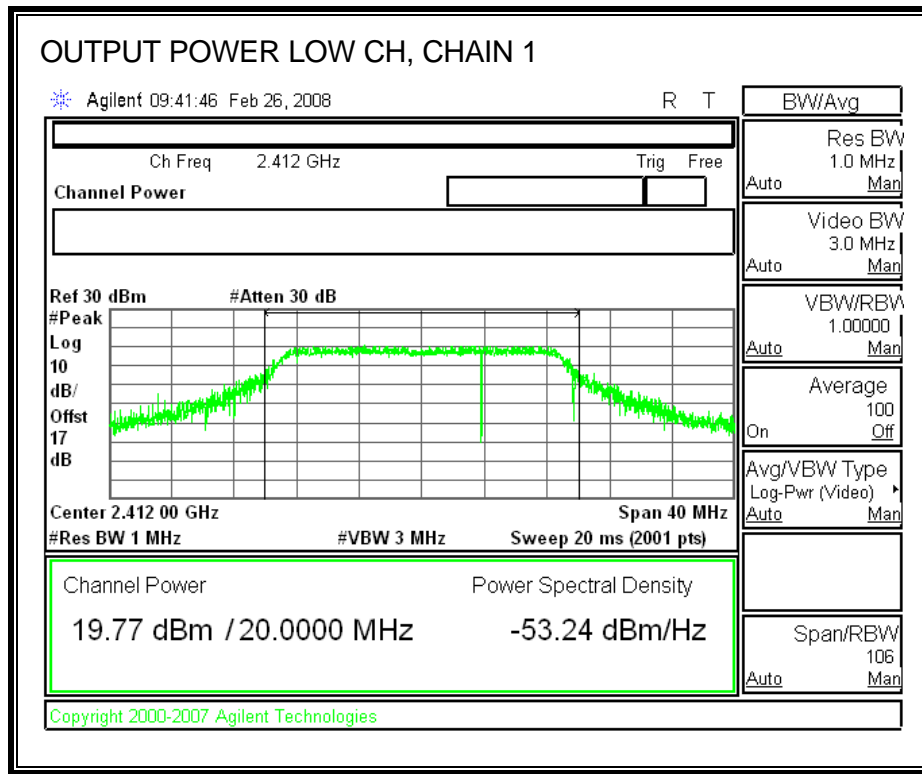 OUTPUT POWER LOW CH, CHAIN 1
Agilent 09:41:46 Feb 26, 2008 R T
BW/Avg
Ch Freq 2.412 GHz Trig Free
Channel Power
Res BW
1.0 MHz
Auto Man
Video BW
3.0 MHz
Auto Man
VBW/RBW
1.00000
Auto Man
Average
100
On Off
Avg/VBW Type
Log-Pwr (Video)
Auto Man
Span/RBW
106
Auto Man
Ref 30 dBm #Atten 30 dB
#Peak
Log
10
dB/
Offst
17
dB
Center 2.412 00 GHz Span 40 MHz
#Res BW 1 MHz #VBW 3 MHz Sweep 20 ms (2001 pts)
Channel Power Power Spectral Density
19.77 dBm / 20.0000 MHz -53.24 dBm/Hz
Copyright 2000-2007 Agilent Technologies